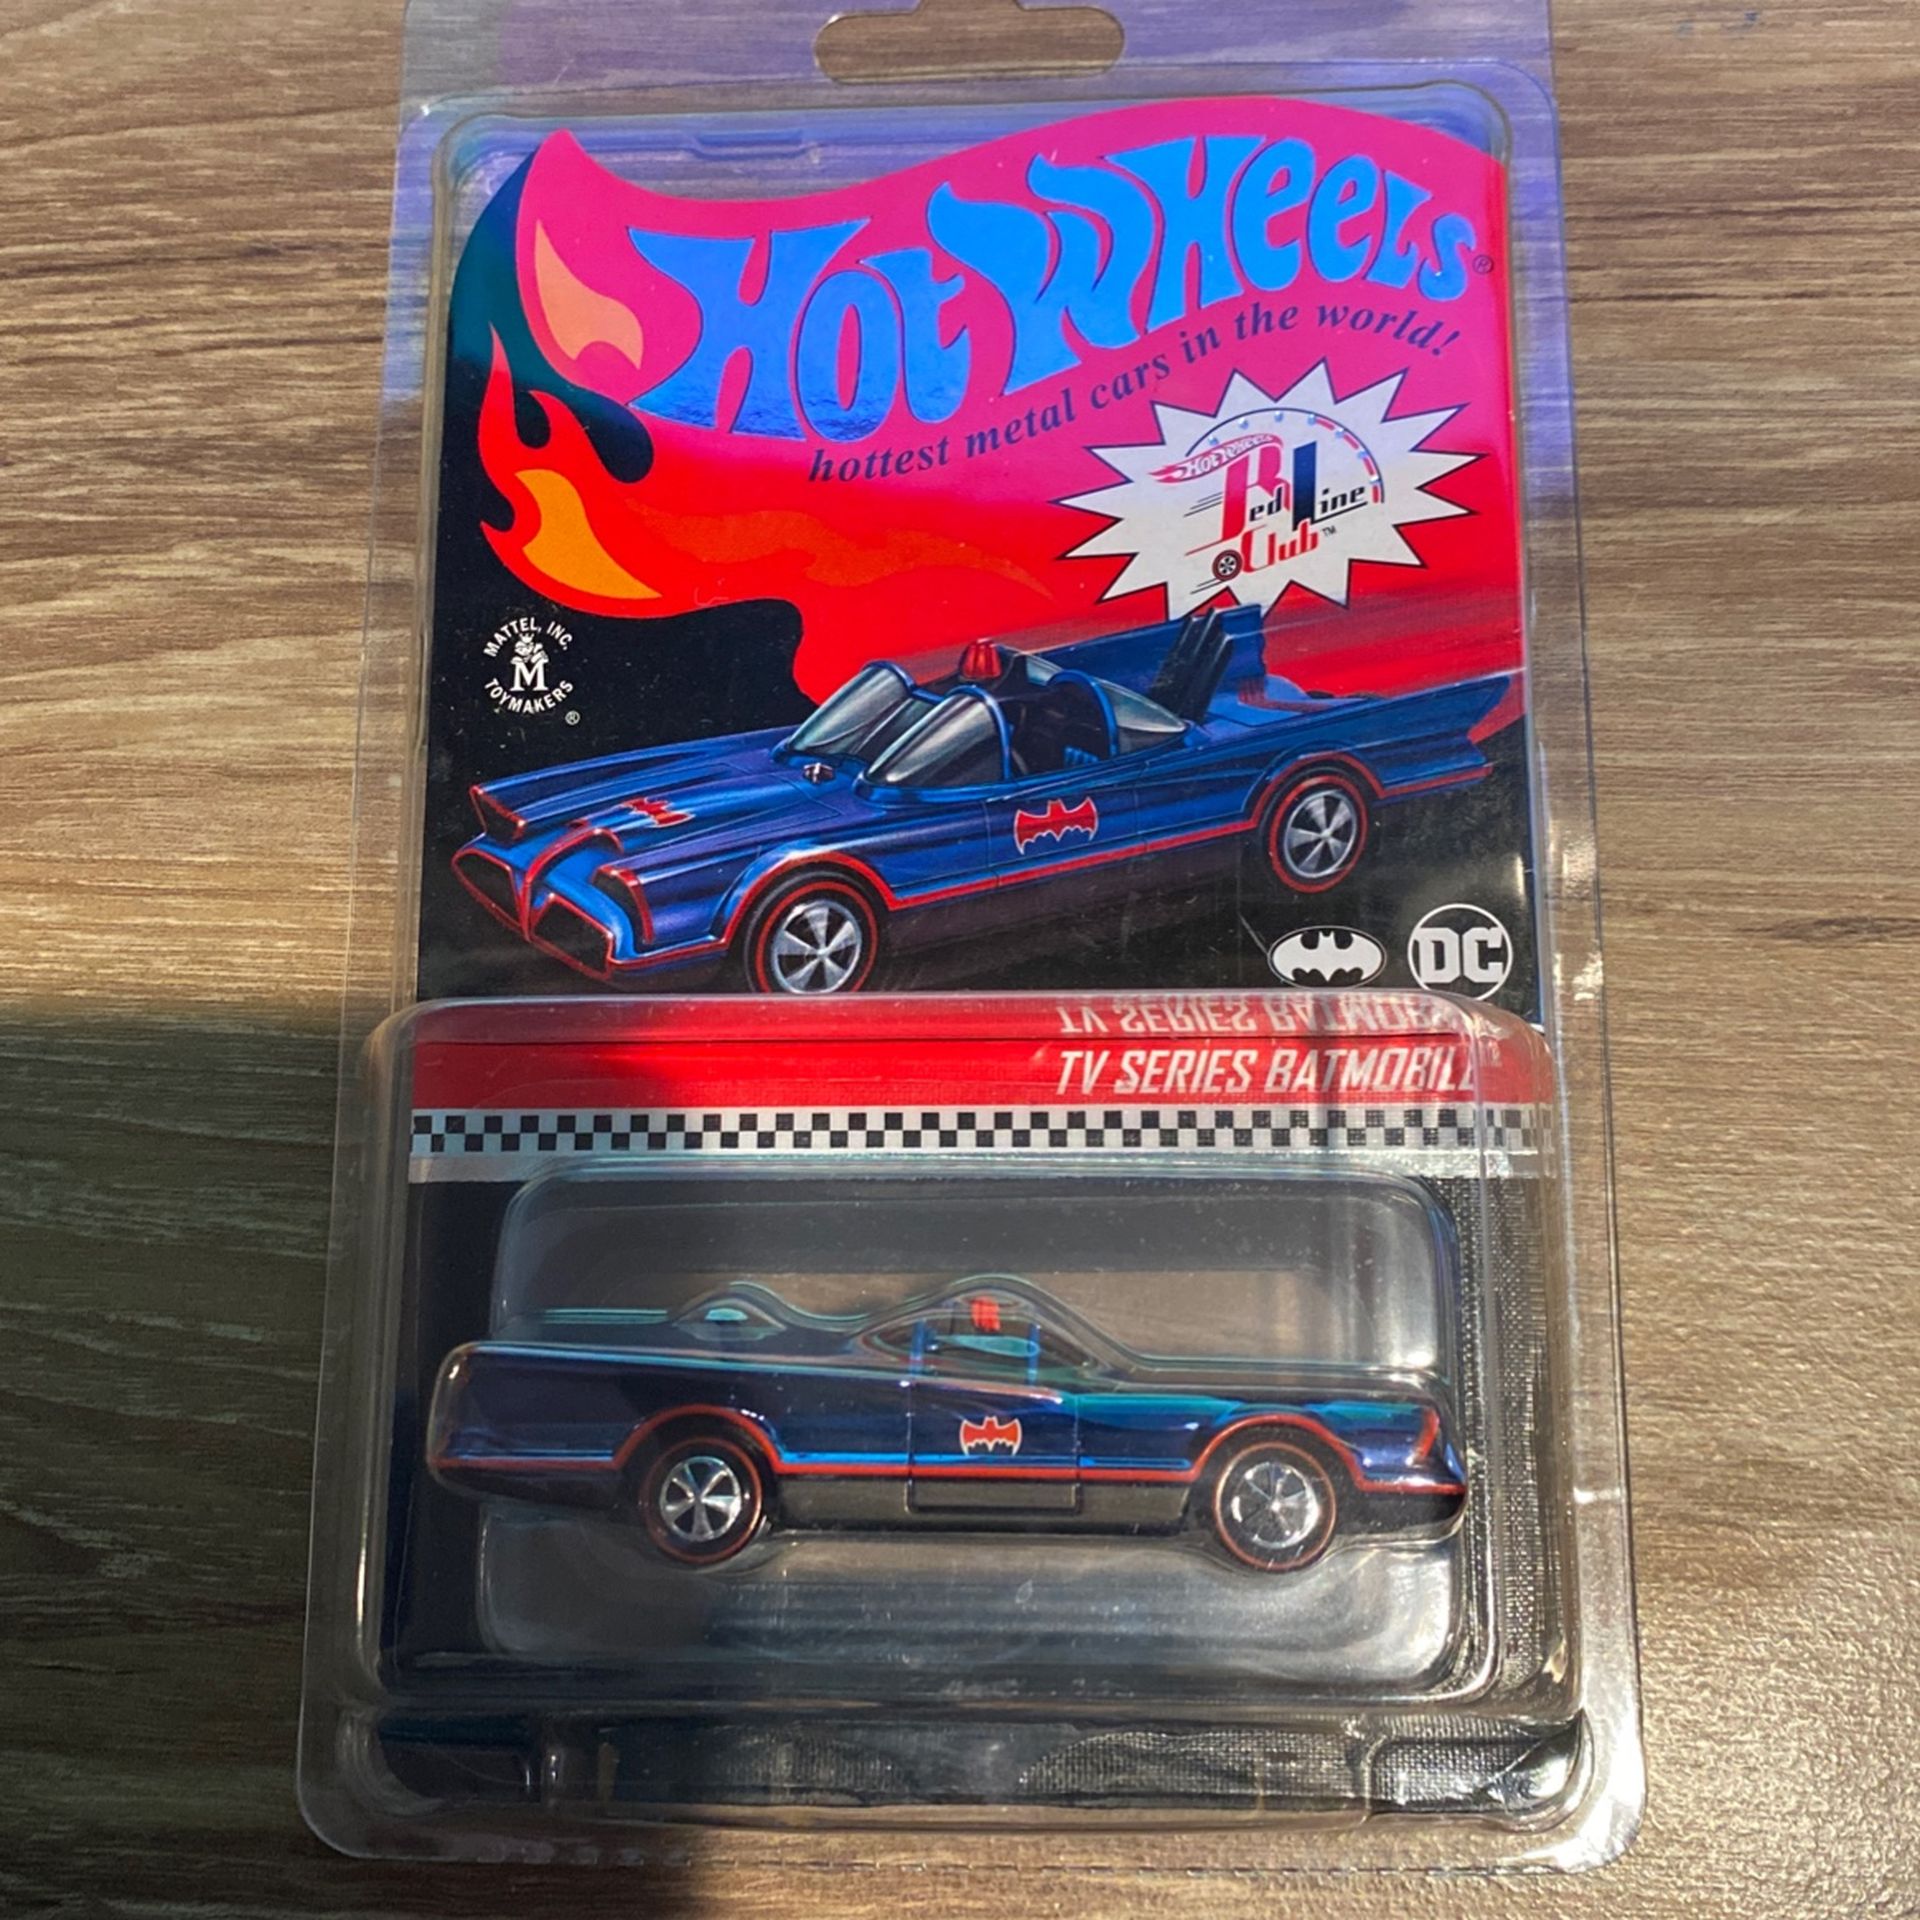 Hot Wheels®
hottest metal cars in the world!
Hot Wheels
Red Line
Club™
MATTEL, INC.
M
TOYMAKERS®
DC
TV SERIES BATMOBILE